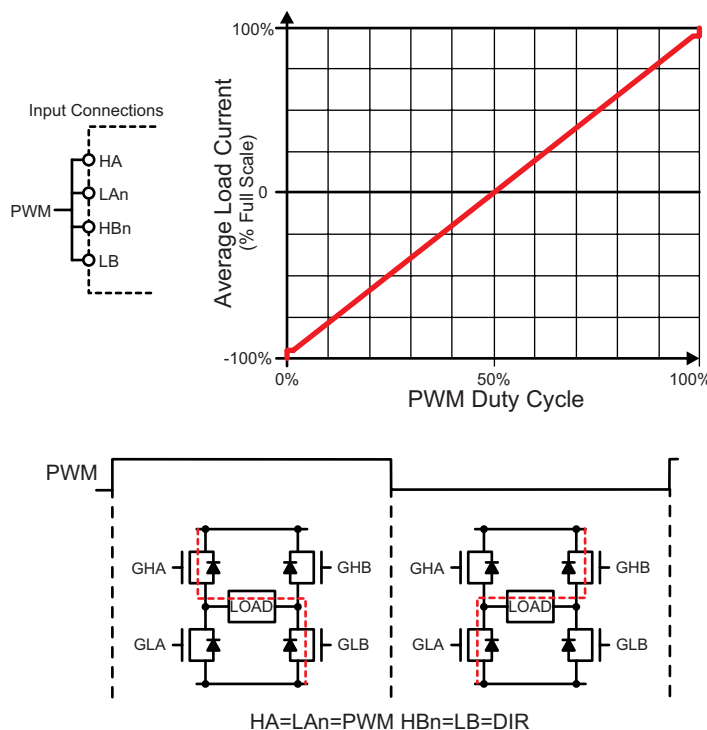 100%
Average Load Current
(% Full Scale)
0
-100%
0%
50%
100%
PWM Duty Cycle
Input Connections
PWM
HA
LAn
HBn
LB
PWM
GHA
GHB
LOAD
GLA
GLB
GHA
GHB
LOAD
GLA
GLB
HA=LAn=PWM HBn=LB=DIR